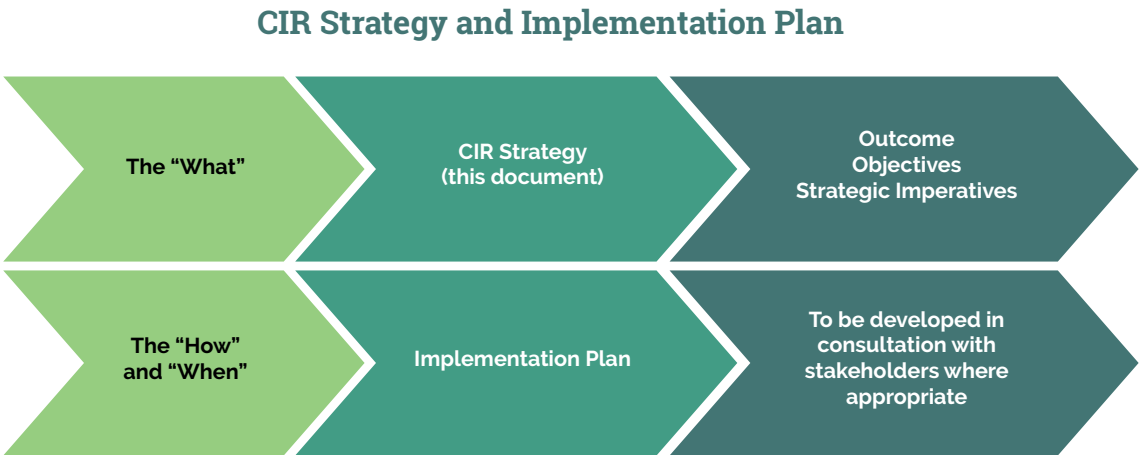 CIR Strategy and Implementation Plan
The “What”
CIR Strategy
(this document)
Outcome
Objectives
Strategic Imperatives
The “How”
and “When”
Implementation Plan
To be developed in
consultation with
stakeholders where
appropriate